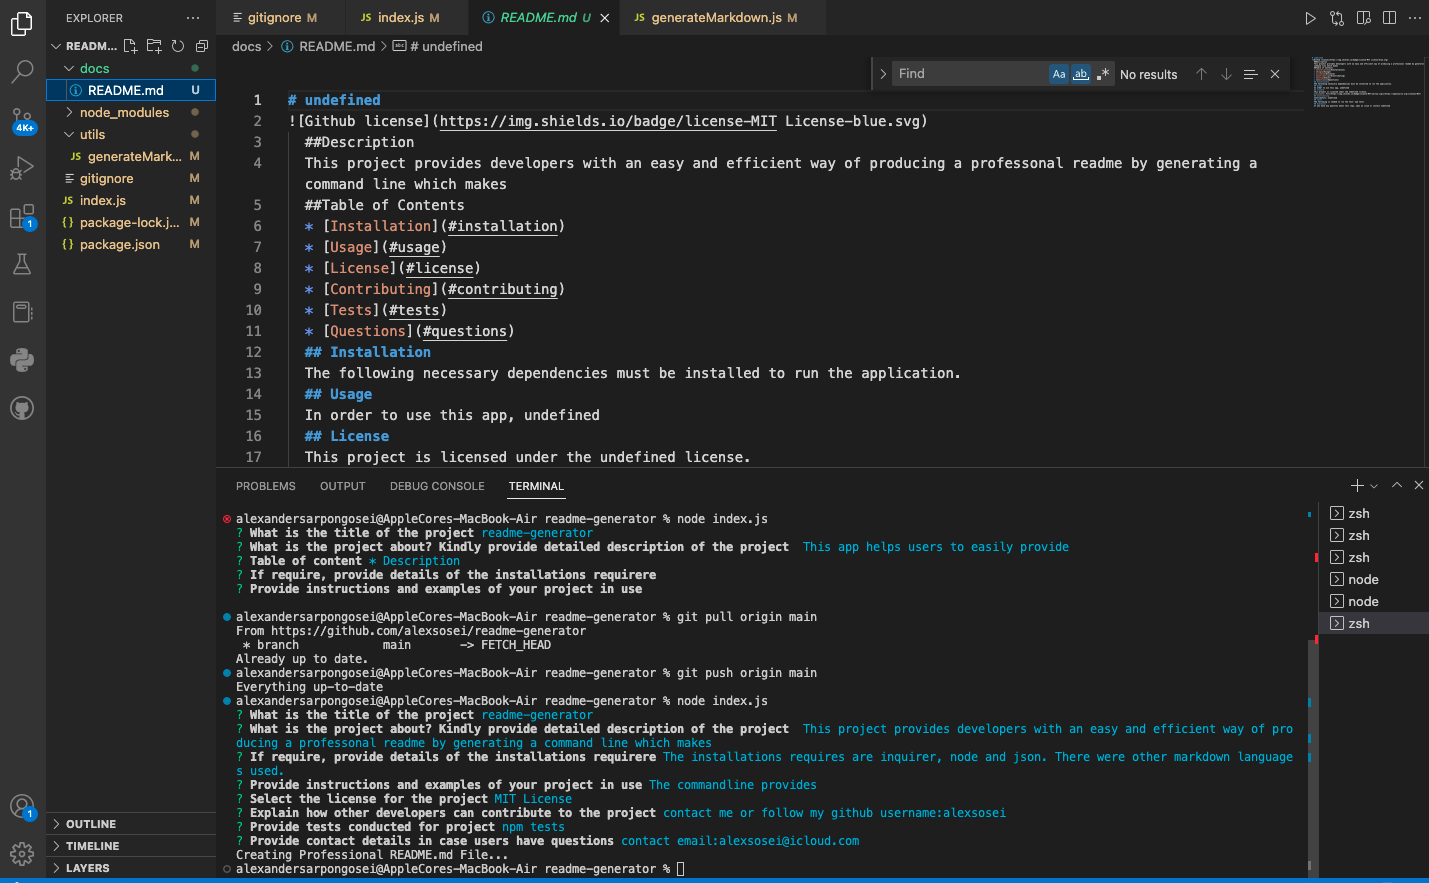 EXPLORER
READM...
docs
README.md U
node_modules
4K+
utils
JS generateMark... M
gitignore M
JS index.js M
{} package-lock.j... M
{} package.json M
1
1
OUTLINE
TIMELINE
LAYERS
gitignore M
JS index.js M
README.md U
JS generateMarkdown.js M
docs > README.md > # undefined
Find
Aa ab .* No results
1 # undefined
2 ![Github license](https://img.shields.io/badge/license-MIT License-blue.svg)
3 ##Description
4 This project provides developers with an easy and efficient way of producing a professonal readme by generating a
command line which makes
5 ##Table of Contents
6 * [Installation](#installation)
7 * [Usage](#usage)
8 * [License](#license)
9 * [Contributing](#contributing)
10 * [Tests](#tests)
11 * [Questions](#questions)
12 ## Installation
13 The following necessary dependencies must be installed to run the application.
14 ## Usage
15 In order to use this app, undefined
16 ## License
17 This project is licensed under the undefined license.
PROBLEMS OUTPUT DEBUG CONSOLE TERMINAL
alexandersarpongosei@AppleCores-MacBook-Air readme-generator % node index.js
? What is the title of the project readme-generator
? What is the project about? Kindly provide detailed description of the project This app helps users to easily provide
? Table of content * Description
? If require, provide details of the installations requirere
? Provide instructions and examples of your project in use
alexandersarpongosei@AppleCores-MacBook-Air readme-generator % git pull origin main
From https://github.com/alexsosei/readme-generator
* branch main -> FETCH_HEAD
Already up to date.
alexandersarpongosei@AppleCores-MacBook-Air readme-generator % git push origin main
Everything up-to-date
alexandersarpongosei@AppleCores-MacBook-Air readme-generator % node index.js
? What is the title of the project readme-generator
? What is the project about? Kindly provide detailed description of the project This project provides developers with an easy and efficient way of pro
ducing a professonal readme by generating a command line which makes
? If require, provide details of the installations requirere The installations requires are inquirer, node and json. There were other markdown language
s used.
? Provide instructions and examples of your project in use The commandline provides
? Select the license for the project MIT License
? Explain how other developers can contribute to the project contact me or follow my github username:alexsosei
? Provide tests conducted for project npm tests
? Provide contact details in case users have questions contact email:alexsosei@icloud.com
Creating Professional README.md File...
alexandersarpongosei@AppleCores-MacBook-Air readme-generator %
zsh
zsh
zsh
node
node
zsh